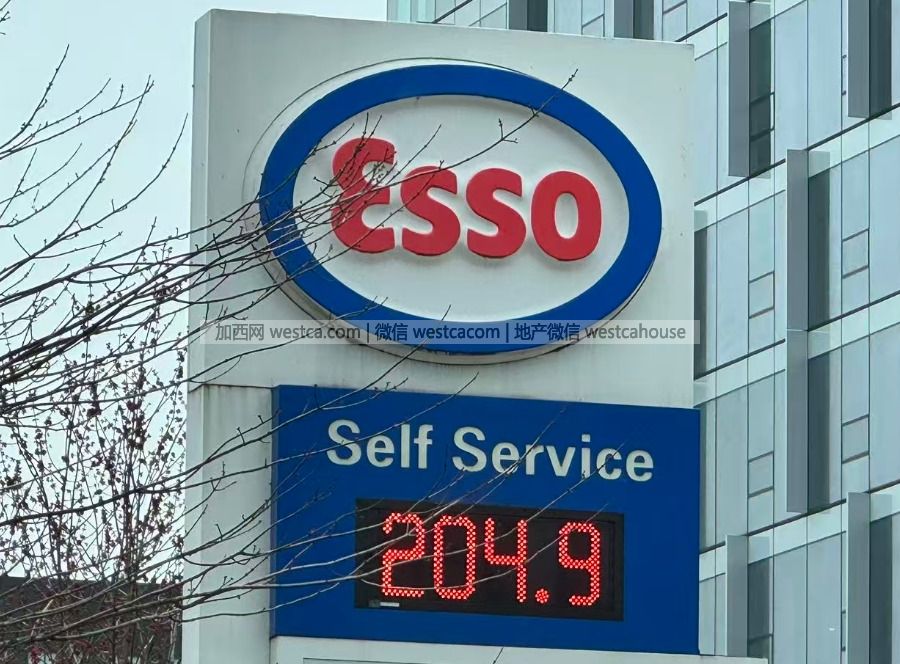 Esso
加西网 westca.com | 微信 westcacom | 地产微信 westcahouse
Self Service
204.9